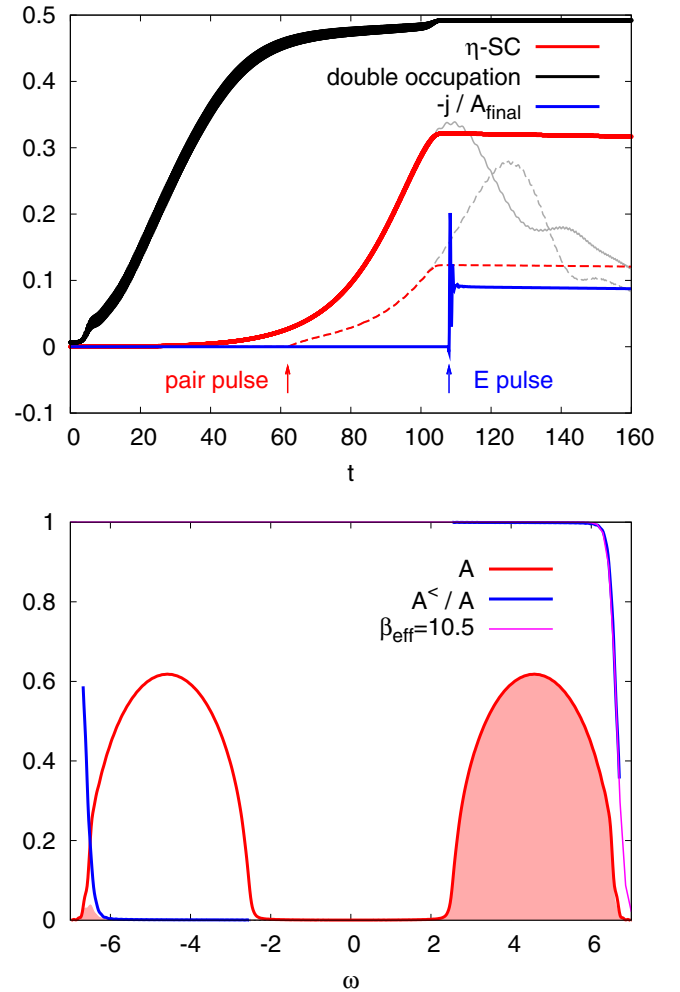 0.5
η-SC
double occupation
-j / A_final
0.4
0.3
0.2
0.1
0
pair pulse
E pulse
-0.1
0 20 40 60 80 100 120 140 160
t
1
A
A^< / A
β_eff=10.5
0.8
0.6
0.4
0.2
0
-6 -4 -2 0 2 4 6
ω